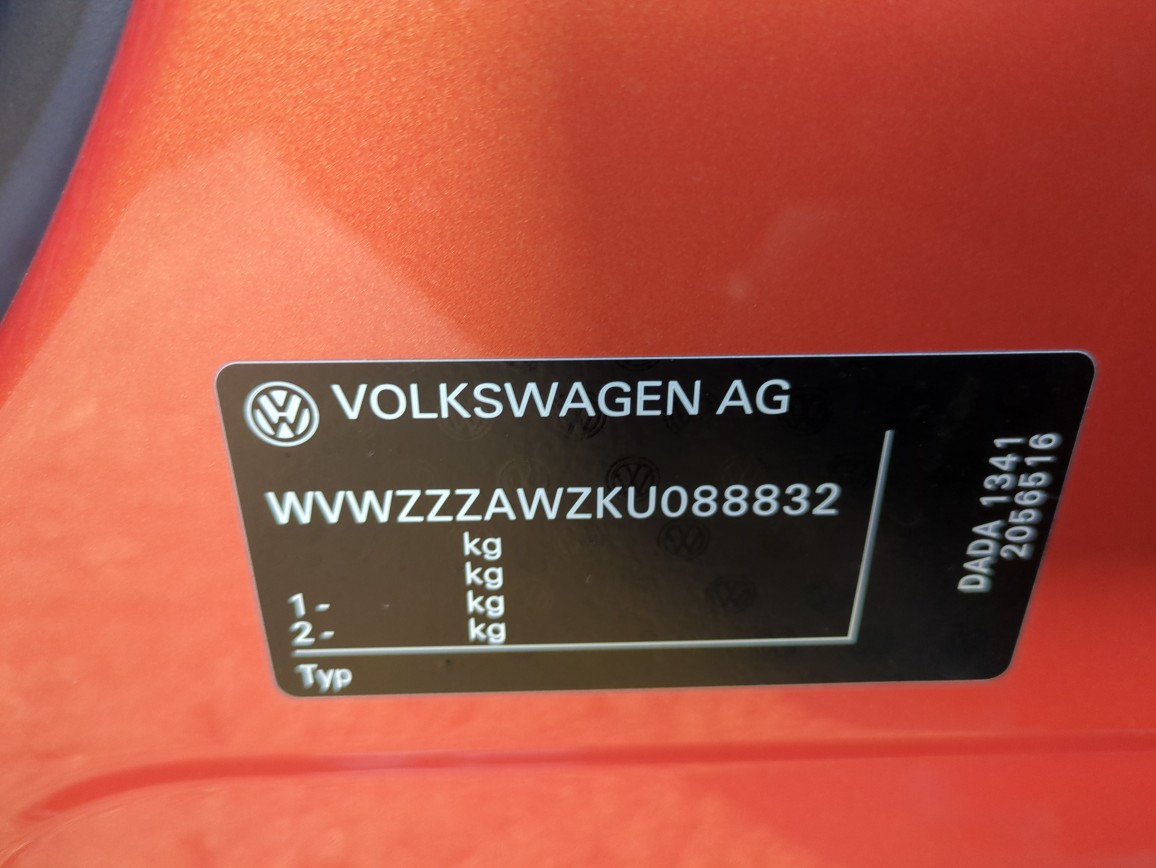 VOLKSWAGEN AG
WVWZZZAWZKU088832
kg
kg
1- kg
2- kg
Typ
DADA 1341
2056516